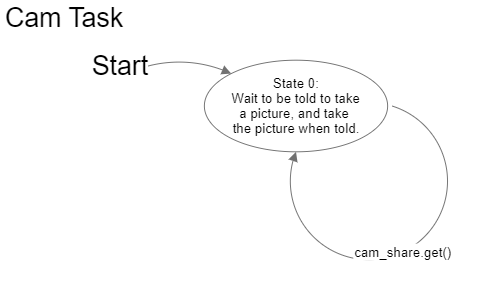 Cam Task
Start
State 0:
Wait to be told to take
a picture, and take
the picture when told.
cam_share.get()